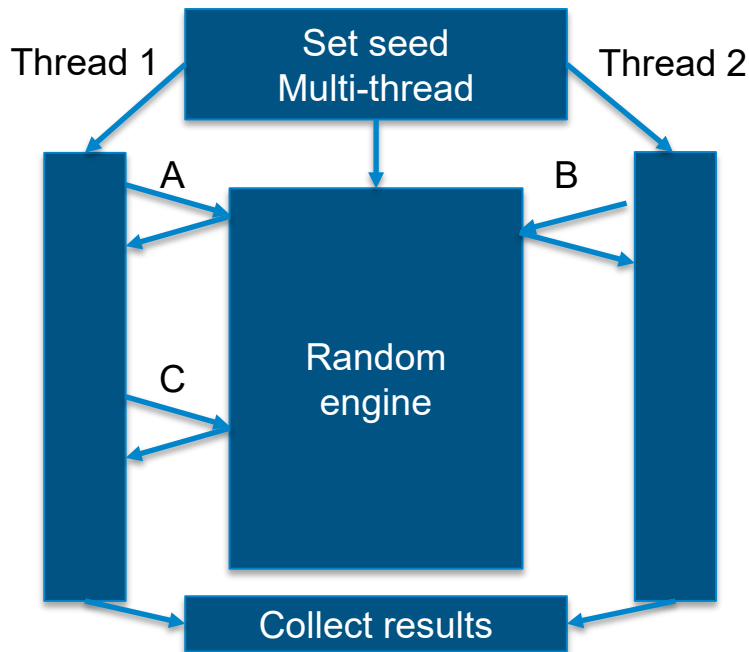 Set seed
Multi-thread
Thread 1
Thread 2
A
B
C
Random
engine
Collect results